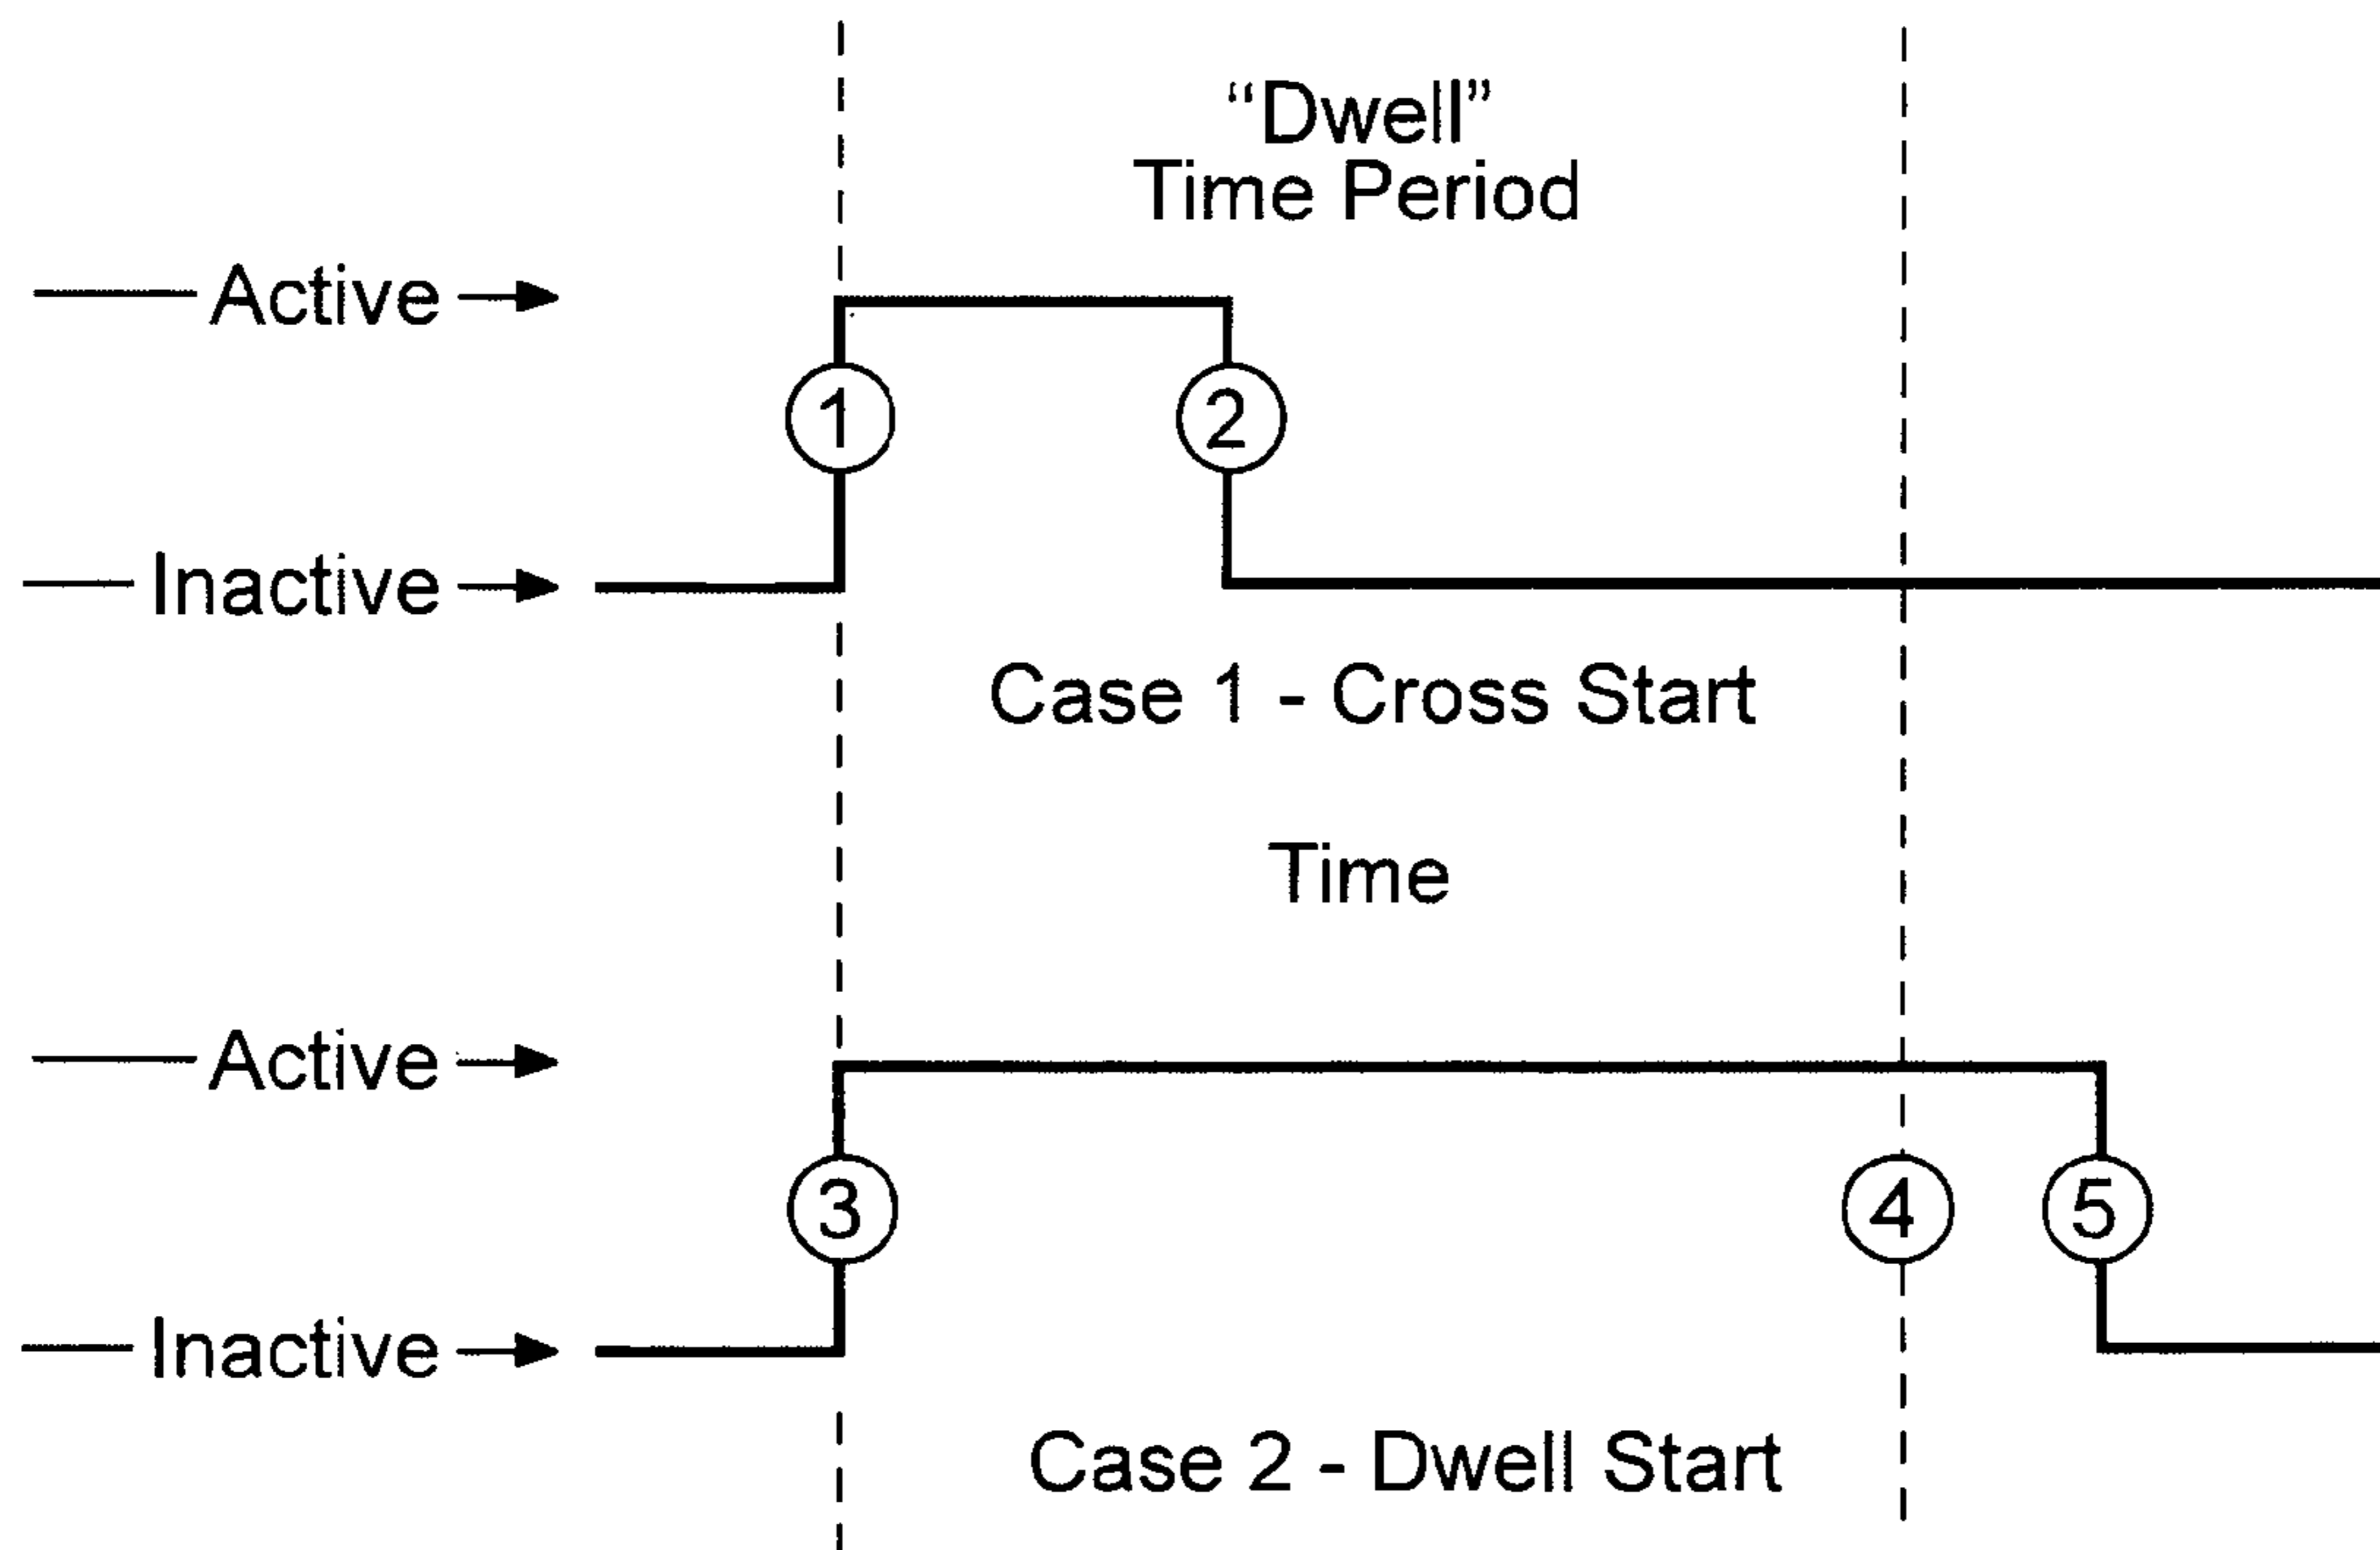 “Dwell”
Time Period
Active
1
2
Inactive
Case 1 - Cross Start
Time
Active
3
4
5
Inactive
Case 2 - Dwell Start